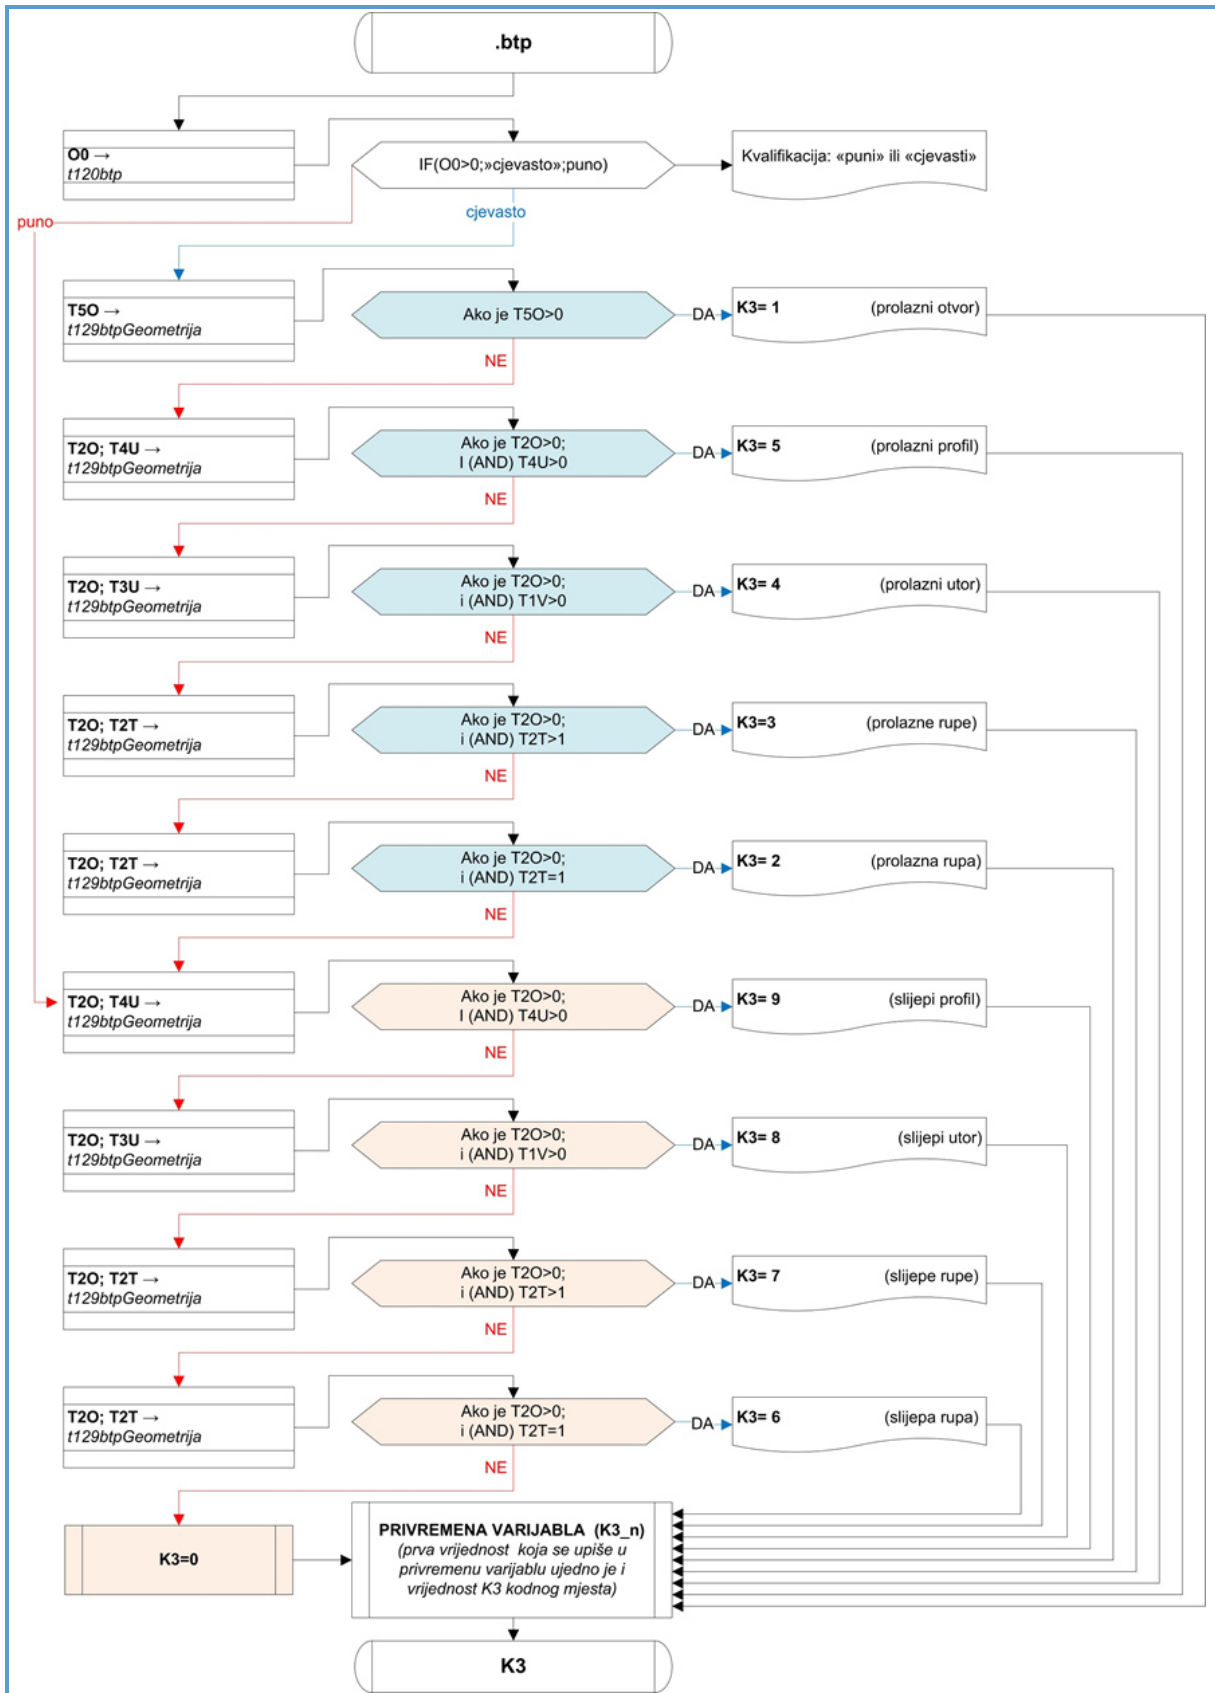 .btp
O0 →
t120btp
IF(O0>0;»cjevasto»;puno)
Kvalifikacija: «puni» ili «cjevasti»
puno
cjevasto
T5O →
t129btpGeometrija
Ako je T5O>0
DA
K3= 1 (prolazni otvor)
NE
T2O; T4U →
t129btpGeometrija
Ako je T2O>0;
I (AND) T4U>0
DA
K3= 5 (prolazni profil)
NE
T2O; T3U →
t129btpGeometrija
Ako je T2O>0;
i (AND) T1V>0
DA
K3= 4 (prolazni utor)
NE
T2O; T2T →
t129btpGeometrija
Ako je T2O>0;
i (AND) T2T>1
DA
K3=3 (prolazne rupe)
NE
T2O; T2T →
t129btpGeometrija
Ako je T2O>0;
i (AND) T2T=1
DA
K3= 2 (prolazna rupa)
NE
T2O; T4U →
t129btpGeometrija
Ako je T2O>0;
I (AND) T4U>0
DA
K3= 9 (slijepi profil)
NE
T2O; T3U →
t129btpGeometrija
Ako je T2O>0;
i (AND) T1V>0
DA
K3= 8 (slijepi utor)
NE
T2O; T2T →
t129btpGeometrija
Ako je T2O>0;
i (AND) T2T>1
DA
K3= 7 (slijepe rupe)
NE
T2O; T2T →
t129btpGeometrija
Ako je T2O>0;
i (AND) T2T=1
DA
K3= 6 (slijepa rupa)
NE
K3=0
PRIVREMENA VARIJABLA (K3_n)
(prva vrijednost koja se upiše u
privremenu varijablu ujedno je i
vrijednost K3 kodnog mjesta)
K3